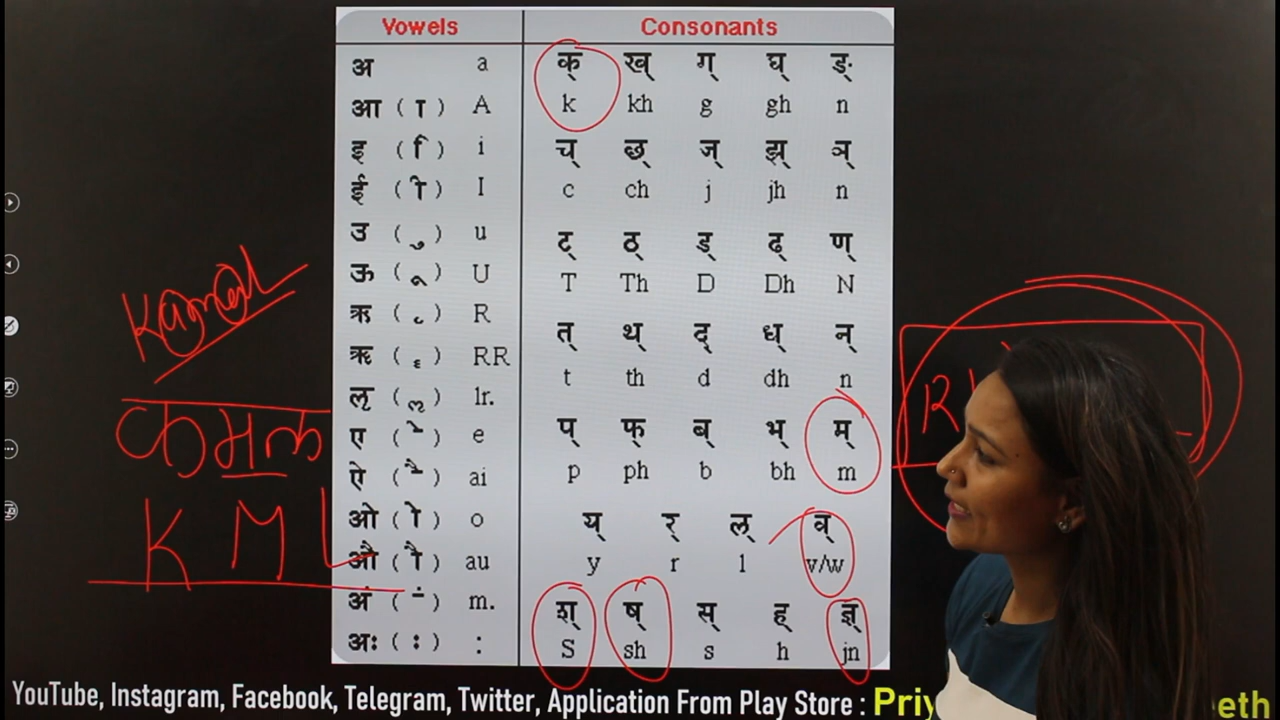 Vowels Consonants
अ a क् ख् ग् घ् ङ्
आ ( ा ) A k kh g gh n
इ ( ि ) i च् छ् ज् झ् ञ्
ई ( ी ) I c ch j jh n
उ ( ु ) u ट् ठ् ड् ढ् ण्
ऊ ( ू ) U T Th D Dh N
ऋ ( ृ ) R त् थ् द् ध् न्
ॠ ( ॄ ) RR t th d dh n
ऌ ( ॢ ) lr.
ए ( े ) e प् फ् ब् भ् म्
ऐ ( ै ) ai p ph b bh m
ओ ( ो ) o य् र् ल् व्
औ ( ौ ) au y r l v/w
अं ( ं ) m. श् ष् स् ह् ज्ञ्
अः ( ः ) : S sh s h jn
Kamal
कमल
K M L
YouTube, Instagram, Facebook, Telegram, Twitter, Application From Play Store :